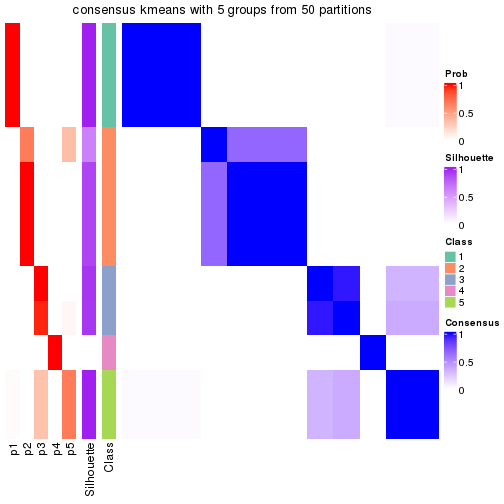 consensus kmeans with 5 groups from 50 partitions
Prob
1
0.5
0
Silhouette
1
0.5
0
Class
1
2
3
4
5
Consensus
1
0.5
0
p1
p2
p3
p4
p5
Silhouette
Class